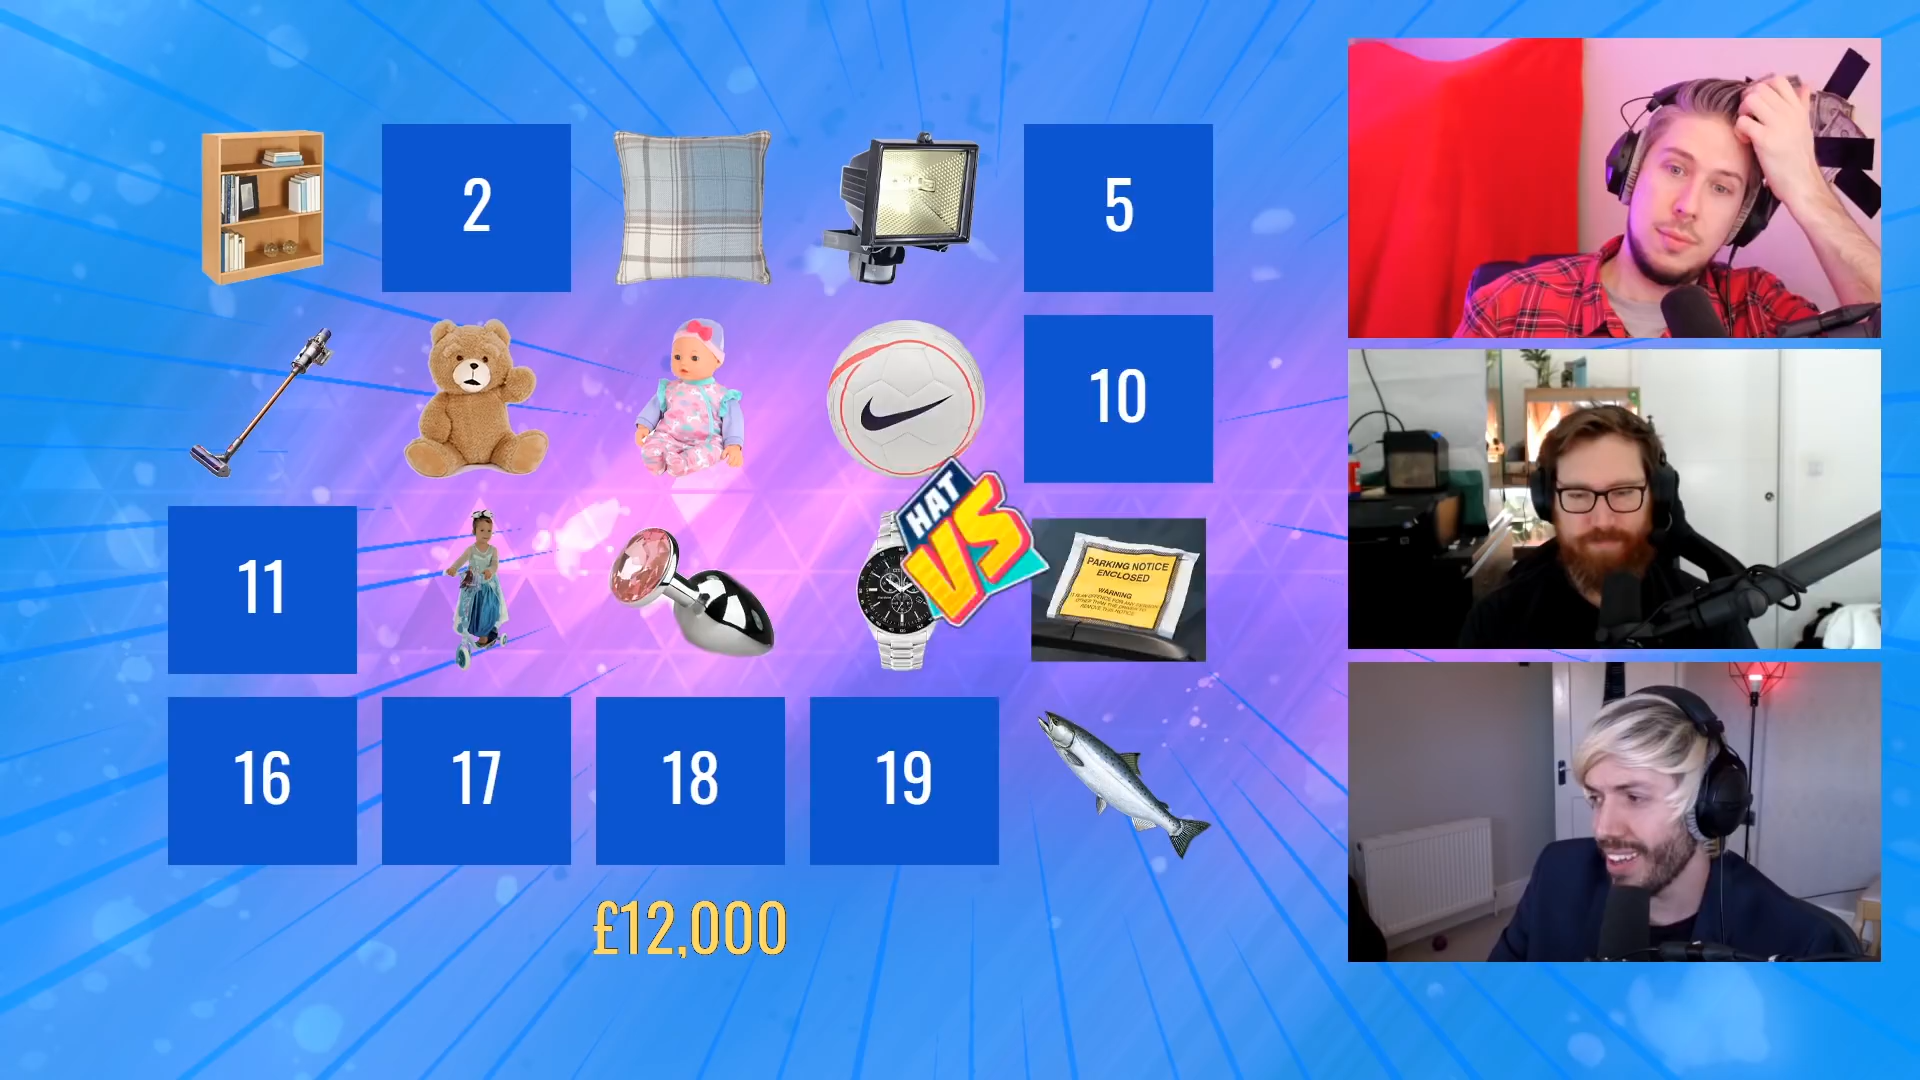 2
5
10
HAT
VS
PARKING NOTICE
ENCLOSED
WARNING
11
16
17
18
19
£12,000